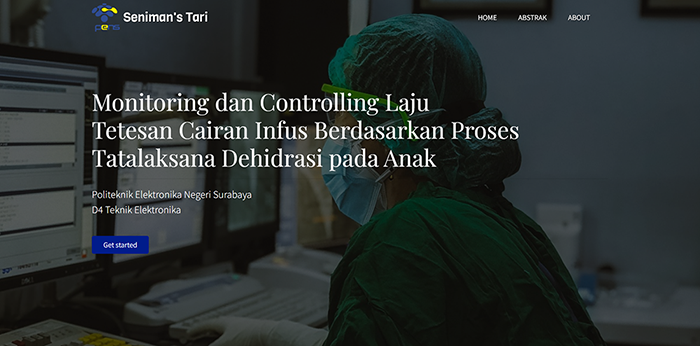 pens
Seniman's Tari
HOME ABSTRAK ABOUT
Monitoring dan Controlling Laju
Tetesan Cairan Infus Berdasarkan Proses
Tatalaksana Dehidrasi pada Anak
Politeknik Elektronika Negeri Surabaya
D4 Teknik Elektronika
Get started